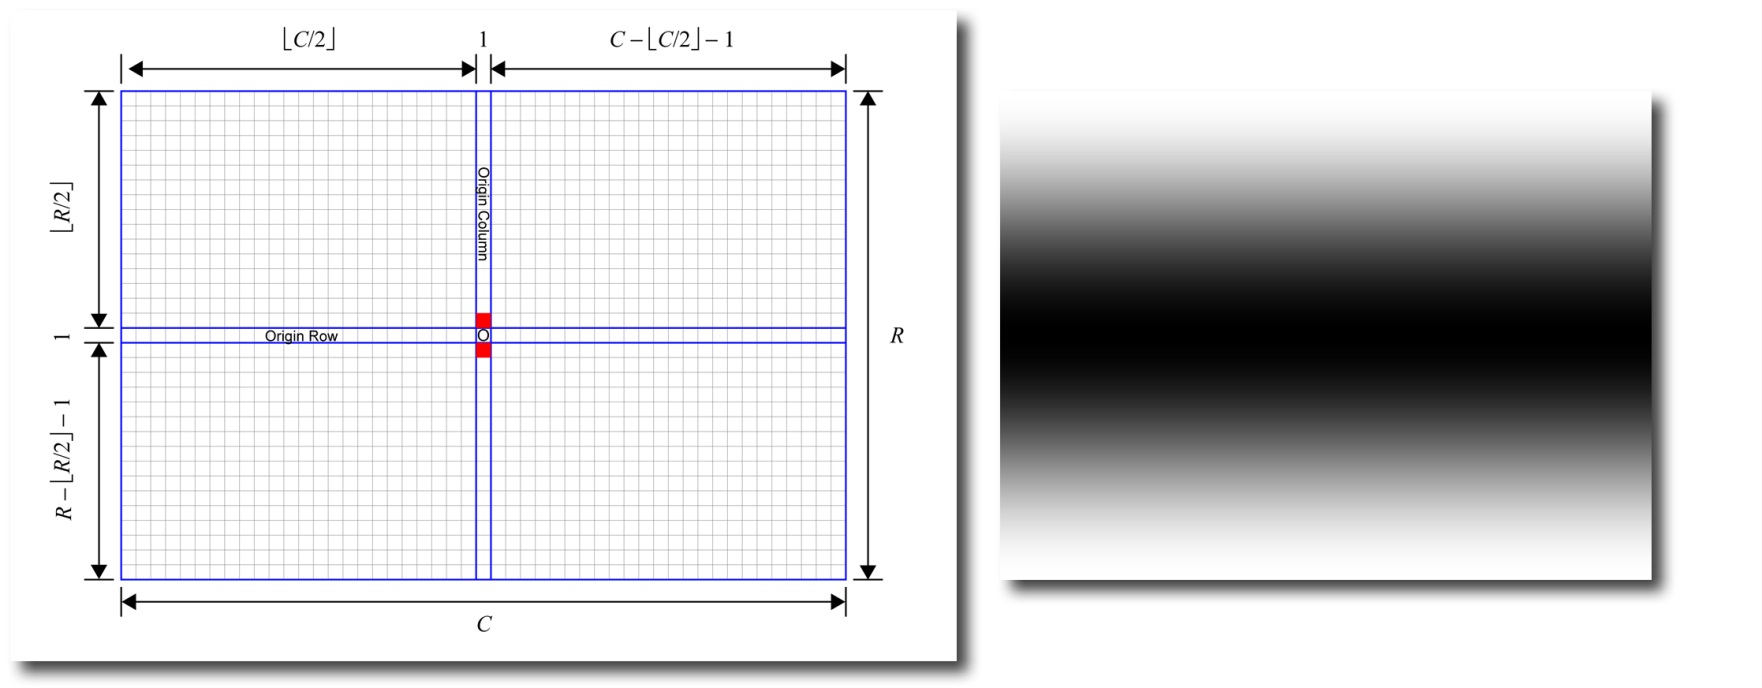 ⌊C/2⌋
1
C – ⌊C/2⌋ – 1
⌊R/2⌋
Origin Column
1
Origin Row
O
R
R – ⌊R/2⌋ – 1
C